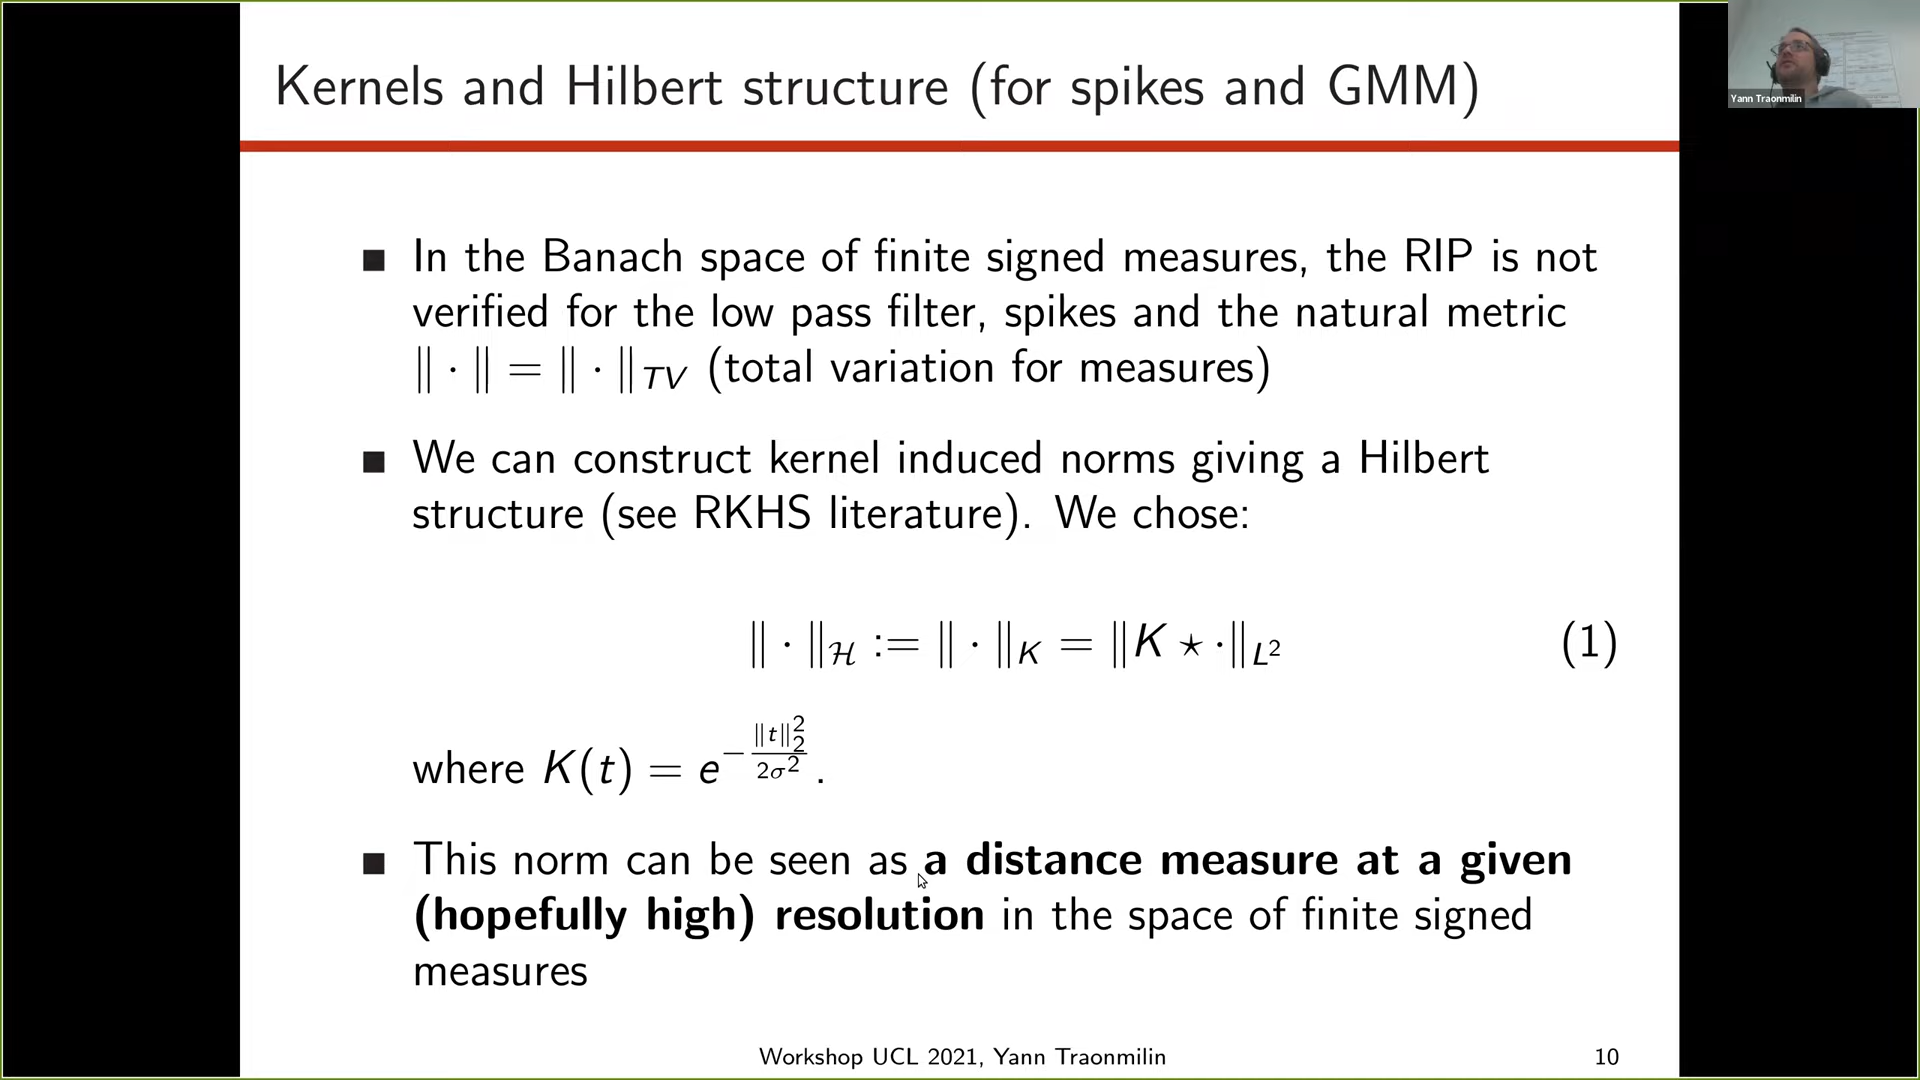 Kernels and Hilbert structure (for spikes and GMM)
Yann Traonmilin
■ In the Banach space of finite signed measures, the RIP is not
verified for the low pass filter, spikes and the natural metric
‖ · ‖ = ‖ · ‖_TV (total variation for measures)
■ We can construct kernel induced norms giving a Hilbert
structure (see RKHS literature). We chose:
‖ · ‖_ℋ := ‖ · ‖_K = ‖K ⋆ ·‖_{L²} (1)
where K(t) = e^{−‖t‖₂²/2σ²}.
■ This norm can be seen as a distance measure at a given
(hopefully high) resolution in the space of finite signed
measures
Workshop UCL 2021, Yann Traonmilin 10